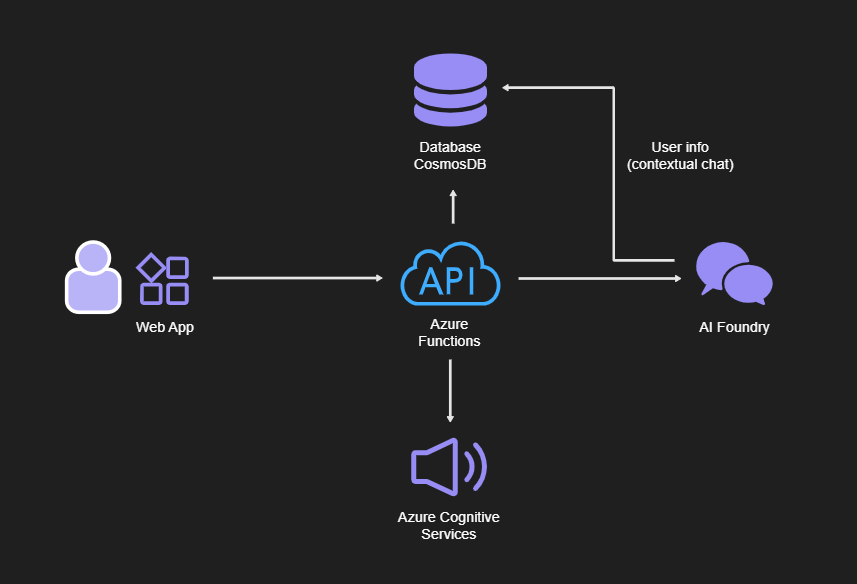 Database
CosmosDB
User info
(contextual chat)
API
Web App
Azure
Functions
AI Foundry
Azure Cognitive
Services